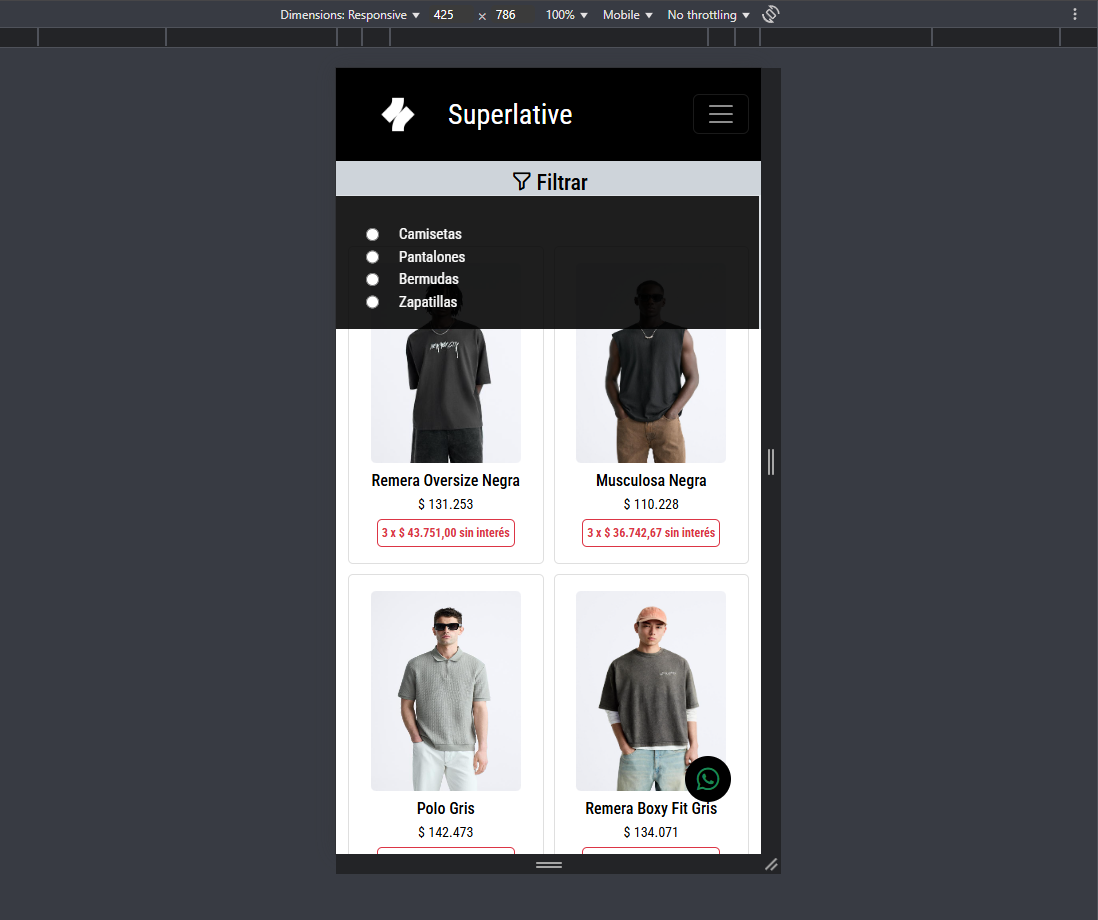 Dimensions: Responsive 425 × 786 100% Mobile No throttling
Superlative
Filtrar
Camisetas
Pantalones
Bermudas
Zapatillas
Remera Oversize Negra
$ 131.253
3 x $ 43.751,00 sin interés
Musculosa Negra
$ 110.228
3 x $ 36.742,67 sin interés
Polo Gris
$ 142.473
Remera Boxy Fit Gris
$ 134.071